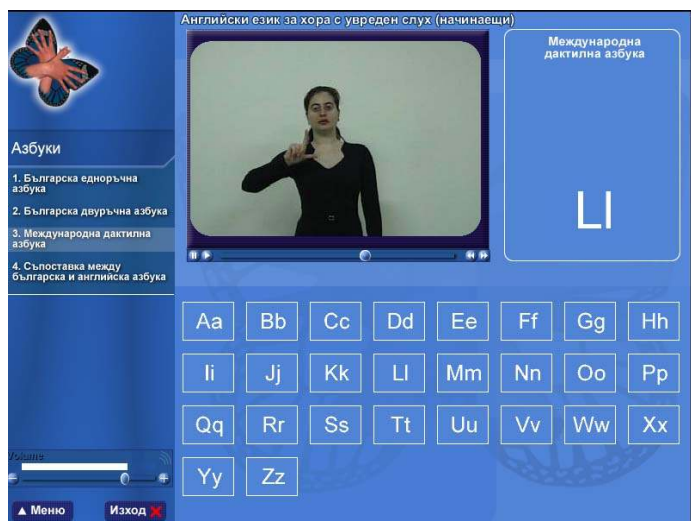 Английски език за хора с увреден слух (начинаещи)
Азбуки
1. Българска едноръчна
азбука
2. Българска двуръчна азбука
3. Международна дактилна
азбука
4. Съпоставка между
българска и английска азбука
Международна
дактилна азбука
Ll
Aa Bb Cc Dd Ee Ff Gg Hh
Ii Jj Kk Ll Mm Nn Oo Pp
Qq Rr Ss Tt Uu Vv Ww Xx
Yy Zz
Volume
Меню Изход